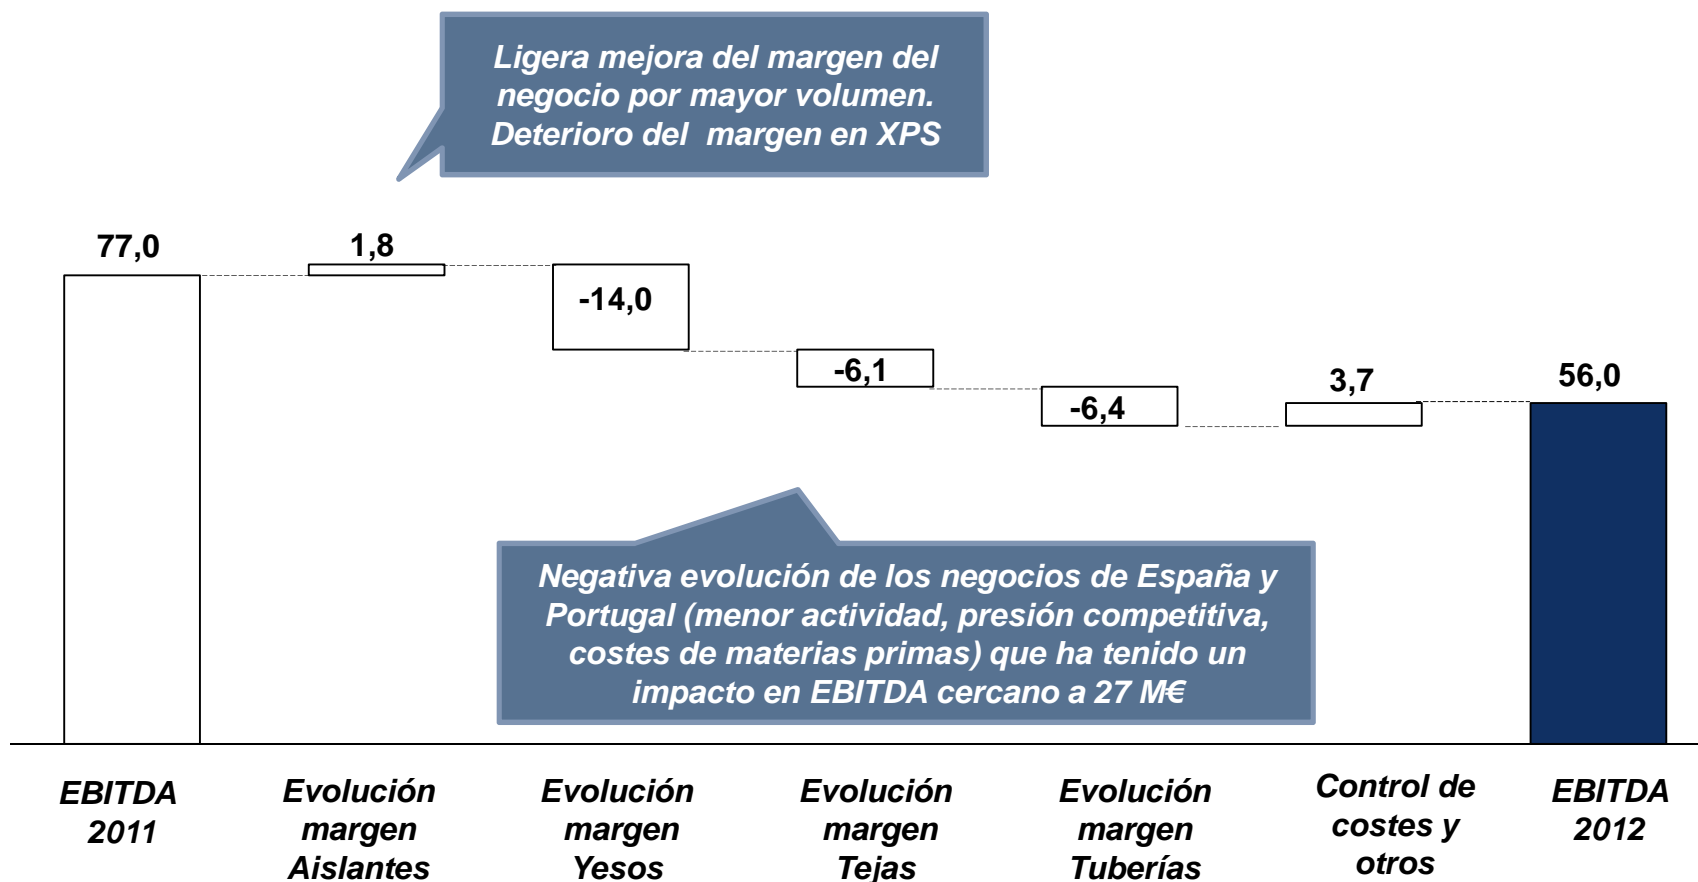 Ligera mejora del margen del
negocio por mayor volumen.
Deterioro del margen en XPS
77,0
1,8
-14,0
-6,1
-6,4
3,7
56,0
Negativa evolución de los negocios de España y
Portugal (menor actividad, presión competitiva,
costes de materias primas) que ha tenido un
impacto en EBITDA cercano a 27 M€
EBITDA
2011
Evolución
margen
Aislantes
Evolución
margen
Yesos
Evolución
margen
Tejas
Evolución
margen
Tuberías
Control de
costes y
otros
EBITDA
2012